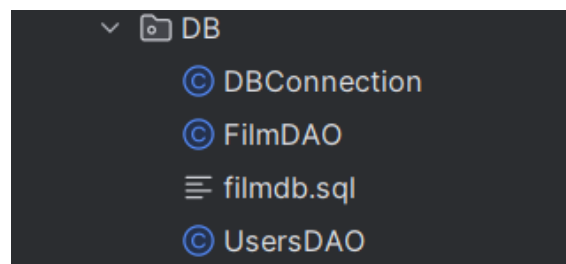 DB
DBConnection
FilmDAO
filmdb.sql
UsersDAO